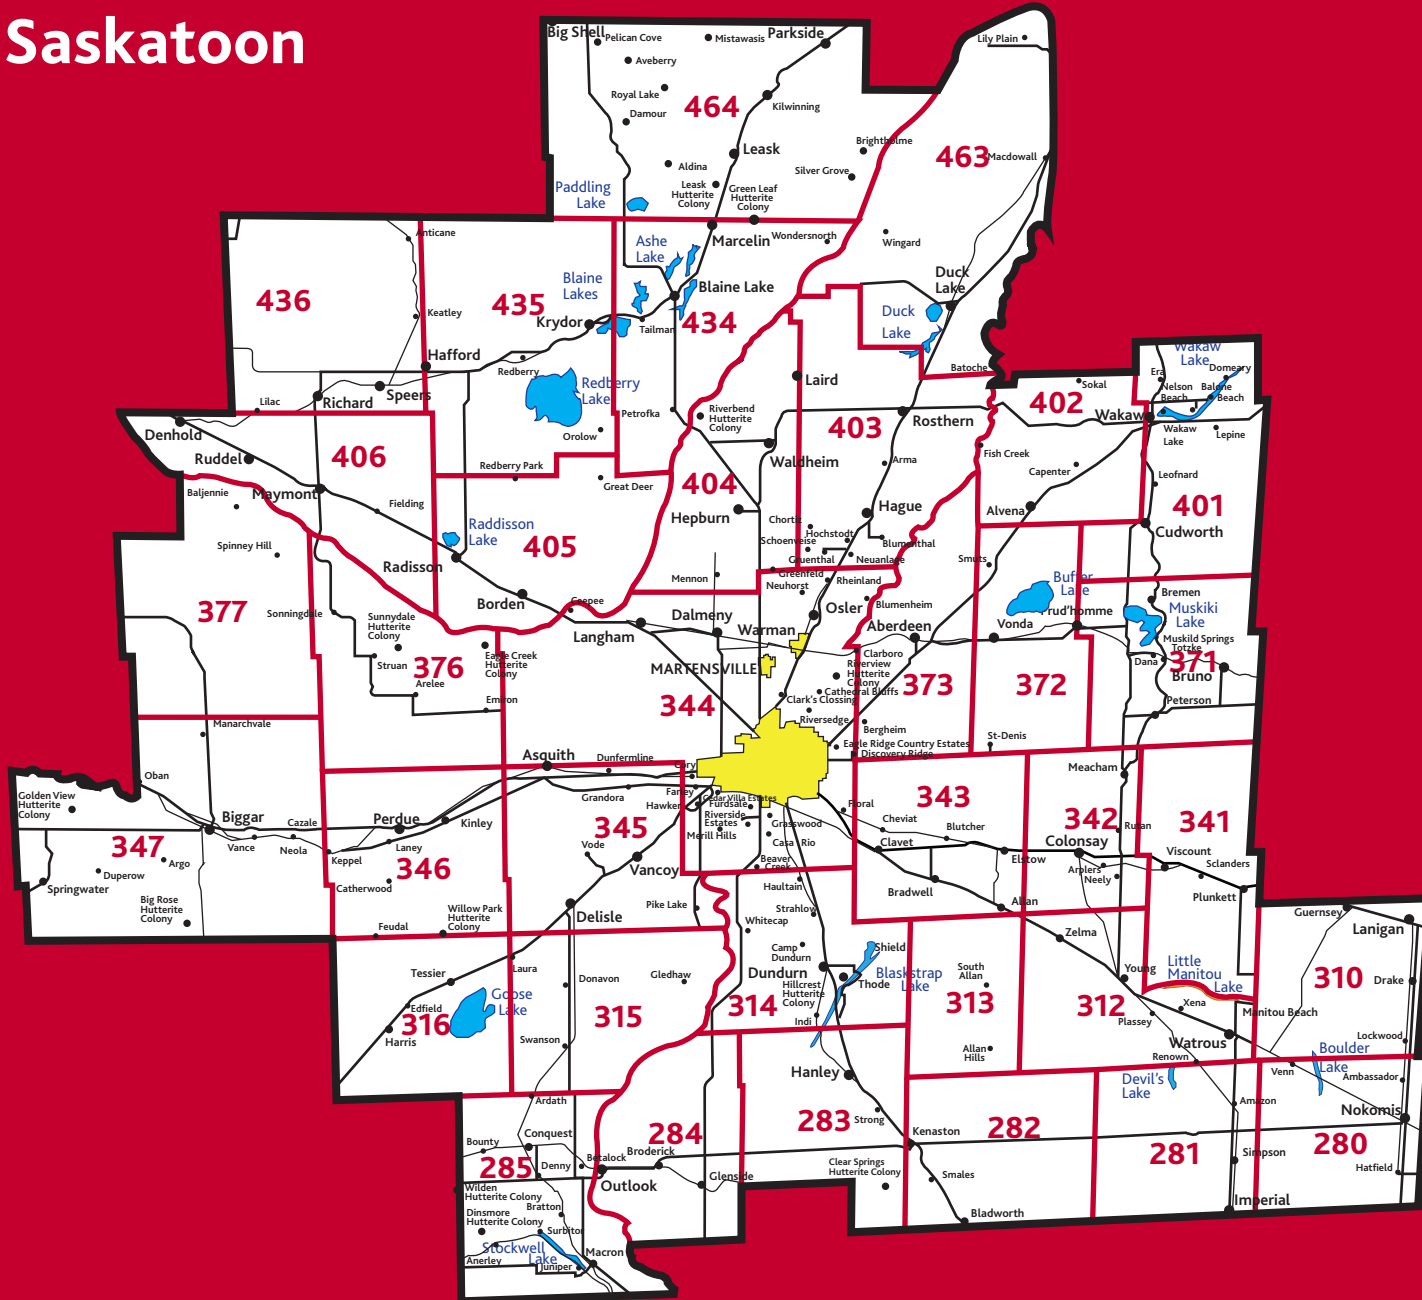 Saskatoon
Big Shell
Pelican Cove
Mistawasis
Parkside
Lily Plain
Aveberry
Royal Lake
464
Kilwinning
Damour
Brightholme
463
Macdowall
Leask
Aldina
Silver Grove
Leask
Hutterite
Colony
Green Leaf
Hutterite
Colony
Paddling
Lake
Anticane
Marcelin
Wondersnorth
Wingard
Ashe
Lake
Duck
Lake
Blaine
Lakes
Blaine Lake
436
435
Keatley
Krydor
Tailman
434
Duck
Lake
Hafford
Redberry
Batoche
Wakaw
Lake
Domeary
Era
Laird
Sokal
Nelson
Beach
Balone
Beach
Speers
Richard
Redberry
Lake
Lilac
Petrofka
Riverbend
Hutterite
Colony
402
Wakaw
Rosthern
403
Wakaw
Lake
Lepine
Denhold
Orolow
Ruddel
406
Redberry Park
Waldheim
Arma
Fish Creek
Capenter
Leofnard
Baljennie
Maymont
Great Deer
404
401
Fielding
Hepburn
Hague
Alvena
Raddisson
Lake
Chortiz
Hochstodt
Cudworth
Spinney Hill
405
Schoenveise
Blumenthal
Radisson
Gruenthal
Neuanlage
Smuts
Mennon
Greenfeld
Rheinland
Neuhorst
Buffer
Lake
Bremen
377
Sonningdale
Borden
Ceepee
Osler
Blumenheim
Prud'homme
Muskiki
Lake
Sunnydale
Hutterite
Colony
Dalmeny
Langham
Warman
Aberdeen
Vonda
Muskild Springs
Totzke
Struan
376
Eagle Creek
Hutterite
Colony
MARTENSVILLE
Clarboro
Riverview
Hutterite
Colony
Dana
371
Bruno
Arelee
Cathedral Bluffs
373
372
Emron
344
Clark's Crossing
Peterson
Manarchvale
Riversedge
Bergheim
Eagle Ridge Country Estates
Discovery Ridge
St-Denis
Asquith
Dunfermline
Cory
Meacham
Oban
Golden View
Hutterite
Colony
Grandora
Farley
Hawker
Cedar Villa Estates
Furdsale
343
Floral
Biggar
Perdue
Kinley
345
Riverside
Estates
Grasswood
Cheviat
342
Rutan
341
Cazale
Merill Hills
Blutcher
347
Vance
Neola
Laney
Vode
Casa Rio
Clavet
Colonsay
Keppel
Viscount
Argo
346
Vancoy
Beaver
Creek
Elstow
Arplers
Sclanders
Duperow
Neely
Springwater
Catherwood
Haultain
Bradwell
Plunkett
Big Rose
Hutterite
Colony
Willow Park
Hutterite
Colony
Delisle
Pike Lake
Strahlow
Allan
Guernsey
Feudal
Whitecap
Zelma
Lanigan
Camp
Dundurn
Shield
Laura
Little
Manitou
Lake
Tessier
Donavon
Gledhaw
Dundurn
Thode
Blaskstrap
Lake
South
Allan
Young
310
Drake
Goose
Lake
Hillcrest
Hutterite
Colony
Edfield
316
315
314
313
312
Xena
Indi
Plassey
Manitou Beach
Harris
Swanson
Watrous
Lockwood
Allan
Hills
Renown
Boulder
Lake
Hanley
Venn
Devil's
Lake
Ambassador
Ardath
Amazon
Nokomis
283
Strong
282
Conquest
284
Kenaston
Bounty
Broderick
281
Simpson
280
285
Denny
Betalock
Clear Springs
Hutterite Colony
Hatfield
Outlook
Glenside
Smales
Wilden
Hutterite Colony
Bratton
Imperial
Dinsmore
Hutterite Colony
Bladworth
Surbitor
Stockwell
Lake
Macron
Anerley
Juniper